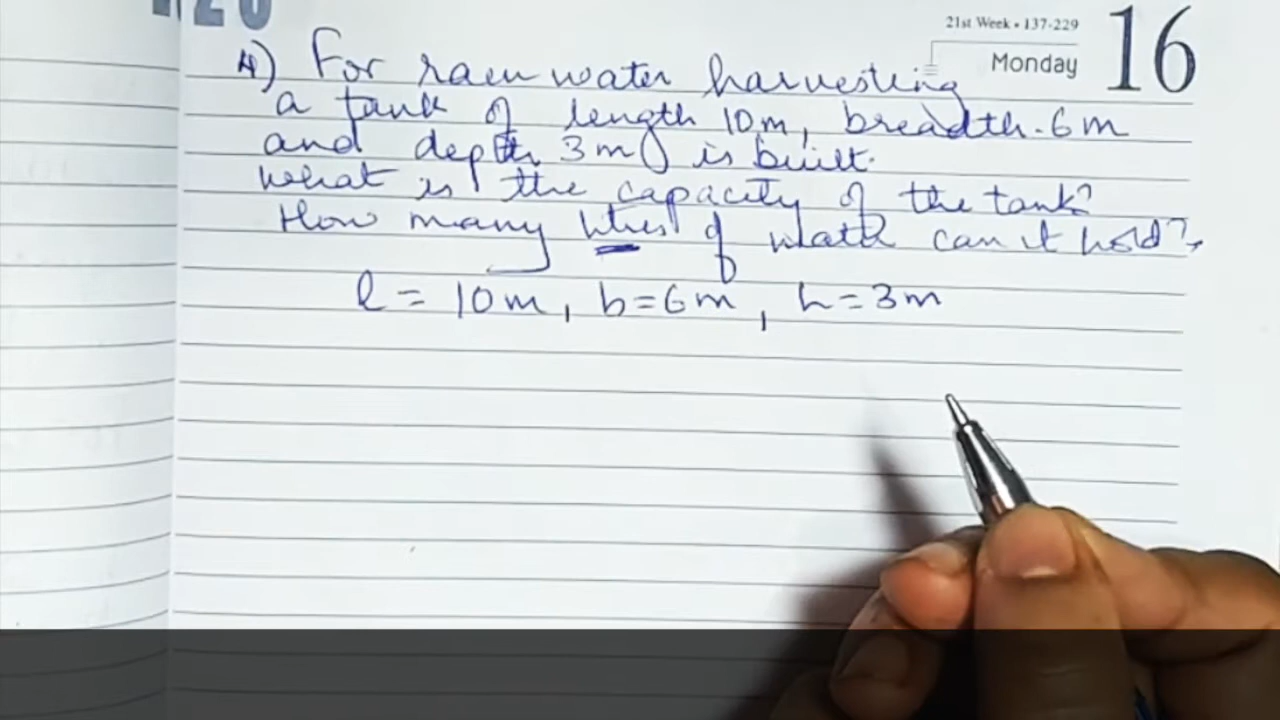 21st Week • 137-229
Monday
16
4) For rain water harvesting
a tank of length 10m, breadth - 6m
and depth 3m is built.
What is the capacity of the tank?
How many litres of water can it hold?
l = 10m, b = 6m, h = 3m